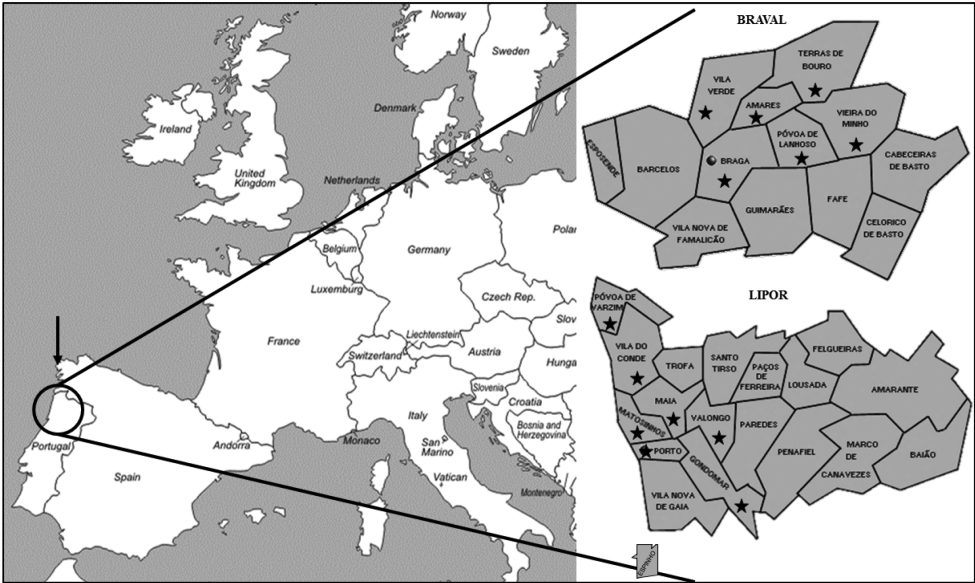 Norway
Sweden
Denmark
Ireland
United
Kingdom
Netherlands
Belgium
Germany
Polar
Luxemburg
Czech Rep.
Slov
France
Liechtenstein
Switzerland
Austria
Hunga
Slovenia
Croatia
Italy
Bosnia and
Herzegovina
San
Marino
Monaco
Andorra
Vatican
Montenegro
Portugal
Spain
BRAVAL
TERRAS DE
BOURO
VILA
VERDE
AMARES
VIEIRA DO
MINHO
PÓVOA DE
LANHOSO
ESPOSENDE
BARCELOS
BRAGA
CABECEIRAS
DE BASTO
GUIMARÃES
FAFE
VILA NOVA DE
FAMALICÃO
CELORICO
DE BASTO
LIPOR
PÓVOA DE
VARZIM
VILA DO
CONDE
TROFA
SANTO
TIRSO
PAÇOS
DE
FERREIRA
FELGUEIRAS
LOUSADA
AMARANTE
MAIA
MATOSINHOS
VALONGO
PAREDES
PORTO
GONDOMAR
PENAFIEL
MARCO
DE
CANAVEZES
BAIÃO
VILA NOVA
DE GAIA
ESPINHO